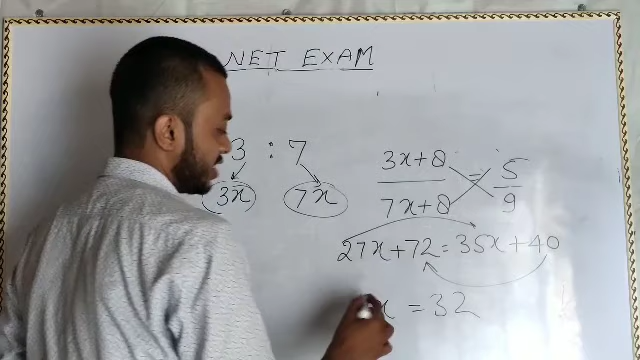 NET EXAM
3 : 7
3x 7x
3x+8 / 7x+8 = 5 / 9
27x+72=35x+40
x = 32